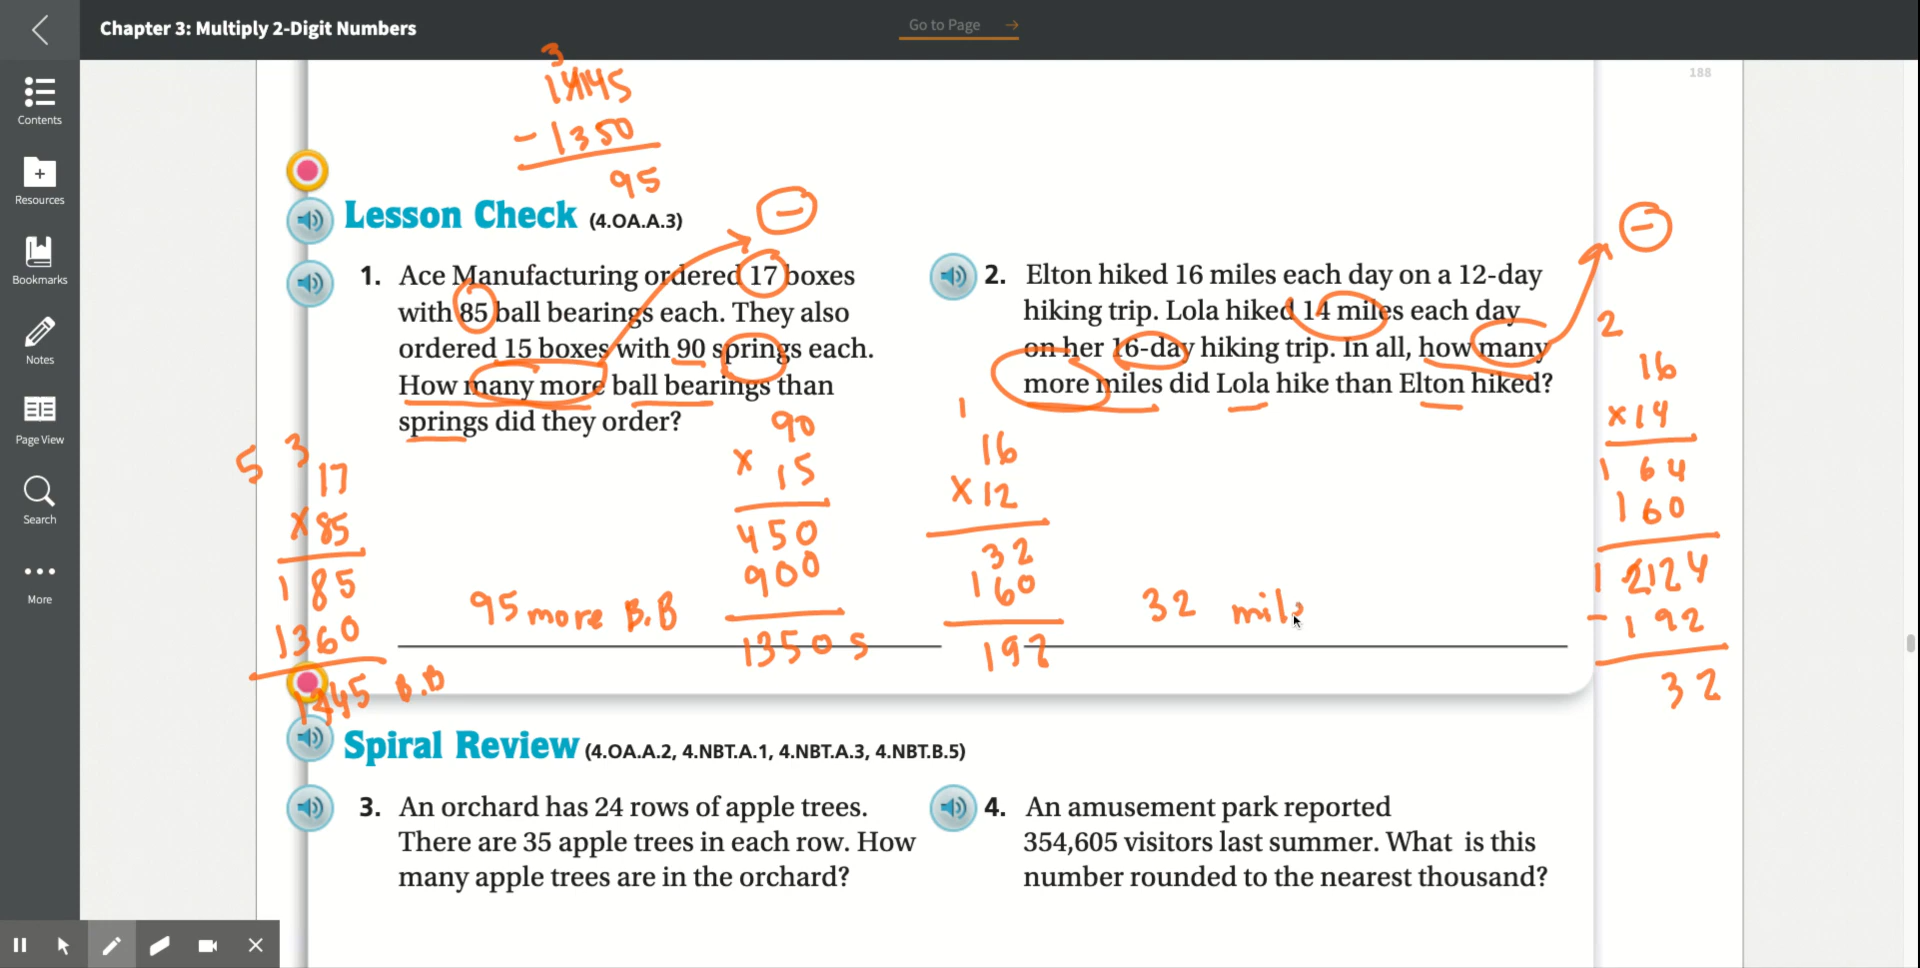 Chapter 3: Multiply 2-Digit Numbers
Go to Page →
188
Contents
Resources
Bookmarks
Notes
Page View
Search
More
3
- 1350
95
Lesson Check (4.OA.A.3)
1. Ace Manufacturing ordered 17 boxes
with 85 ball bearings each. They also
ordered 15 boxes with 90 springs each.
How many more ball bearings than
springs did they order?
5 3
17
x 85
185
1360
1445 B.B
90
x 15
450
900
1350 s
95 more B.B
2. Elton hiked 16 miles each day on a 12-day
hiking trip. Lola hiked 14 miles each day
on her 16-day hiking trip. In all, how many
more miles did Lola hike than Elton hiked?
1
16
x 12
32
160
192
2
16
x 14
1 64
160
- 192
32
32 mile
Spiral Review (4.OA.A.2, 4.NBT.A.1, 4.NBT.A.3, 4.NBT.B.5)
3. An orchard has 24 rows of apple trees.
There are 35 apple trees in each row. How
many apple trees are in the orchard?
4. An amusement park reported
354,605 visitors last summer. What is this
number rounded to the nearest thousand?